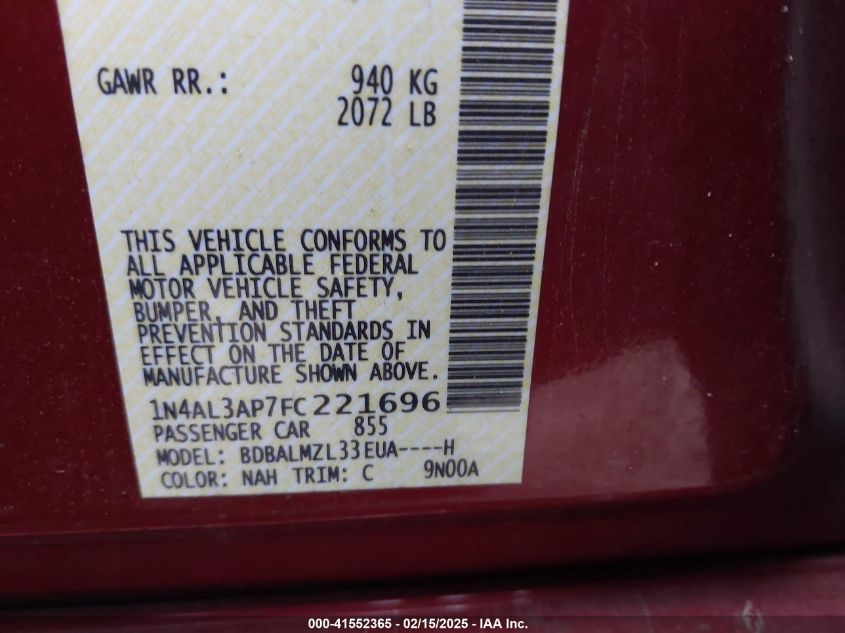 GAWR RR.: 940 KG
2072 LB
THIS VEHICLE CONFORMS TO
ALL APPLICABLE FEDERAL
MOTOR VEHICLE SAFETY,
BUMPER, AND THEFT
PREVENTION STANDARDS IN
EFFECT ON THE DATE OF
MANUFACTURE SHOWN ABOVE.
1N4AL3AP7FC221696
PASSENGER CAR 855
MODEL: BDBALMZL33EUA----H
COLOR: NAH TRIM: C 9N00A
000-41552365 - 02/15/2025 - IAA Inc.